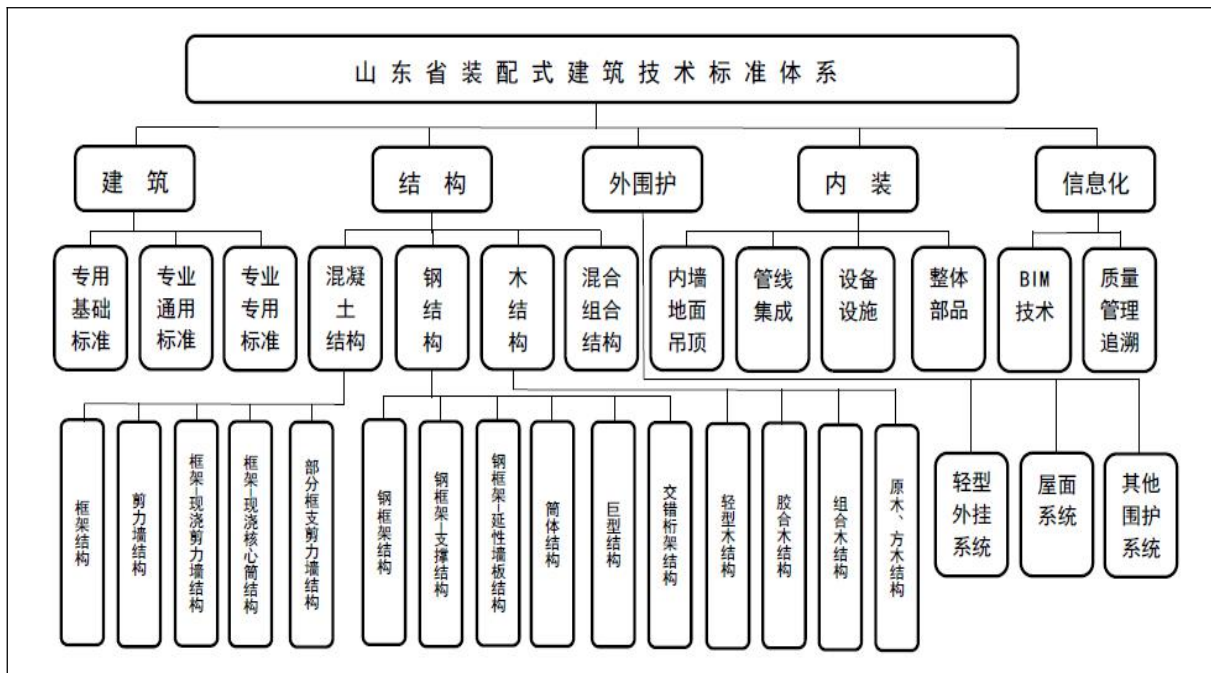 山东省装配式建筑技术标准体系
建筑
结构
外围护
内装
信息化
专用
基础
标准
专业
通用
标准
专业
专用
标准
混凝
土
结构
钢
结
构
木
结
构
混合
组合
结构
内墙
地面
吊顶
管线
集成
设备
设施
整体
部品
BIM
技术
质量
管理
追溯
框架结构
剪力墙结构
框架—现浇剪力墙结构
框架—现浇核心筒结构
部分框支剪力墙结构
钢框架结构
钢框架—支撑结构
钢框架—延性墙板结构
筒体结构
巨型结构
交错桁架结构
轻型木结构
胶合木结构
组合木结构
原木、方木结构
轻型
外挂
系统
屋面
系统
其他
围护
系统